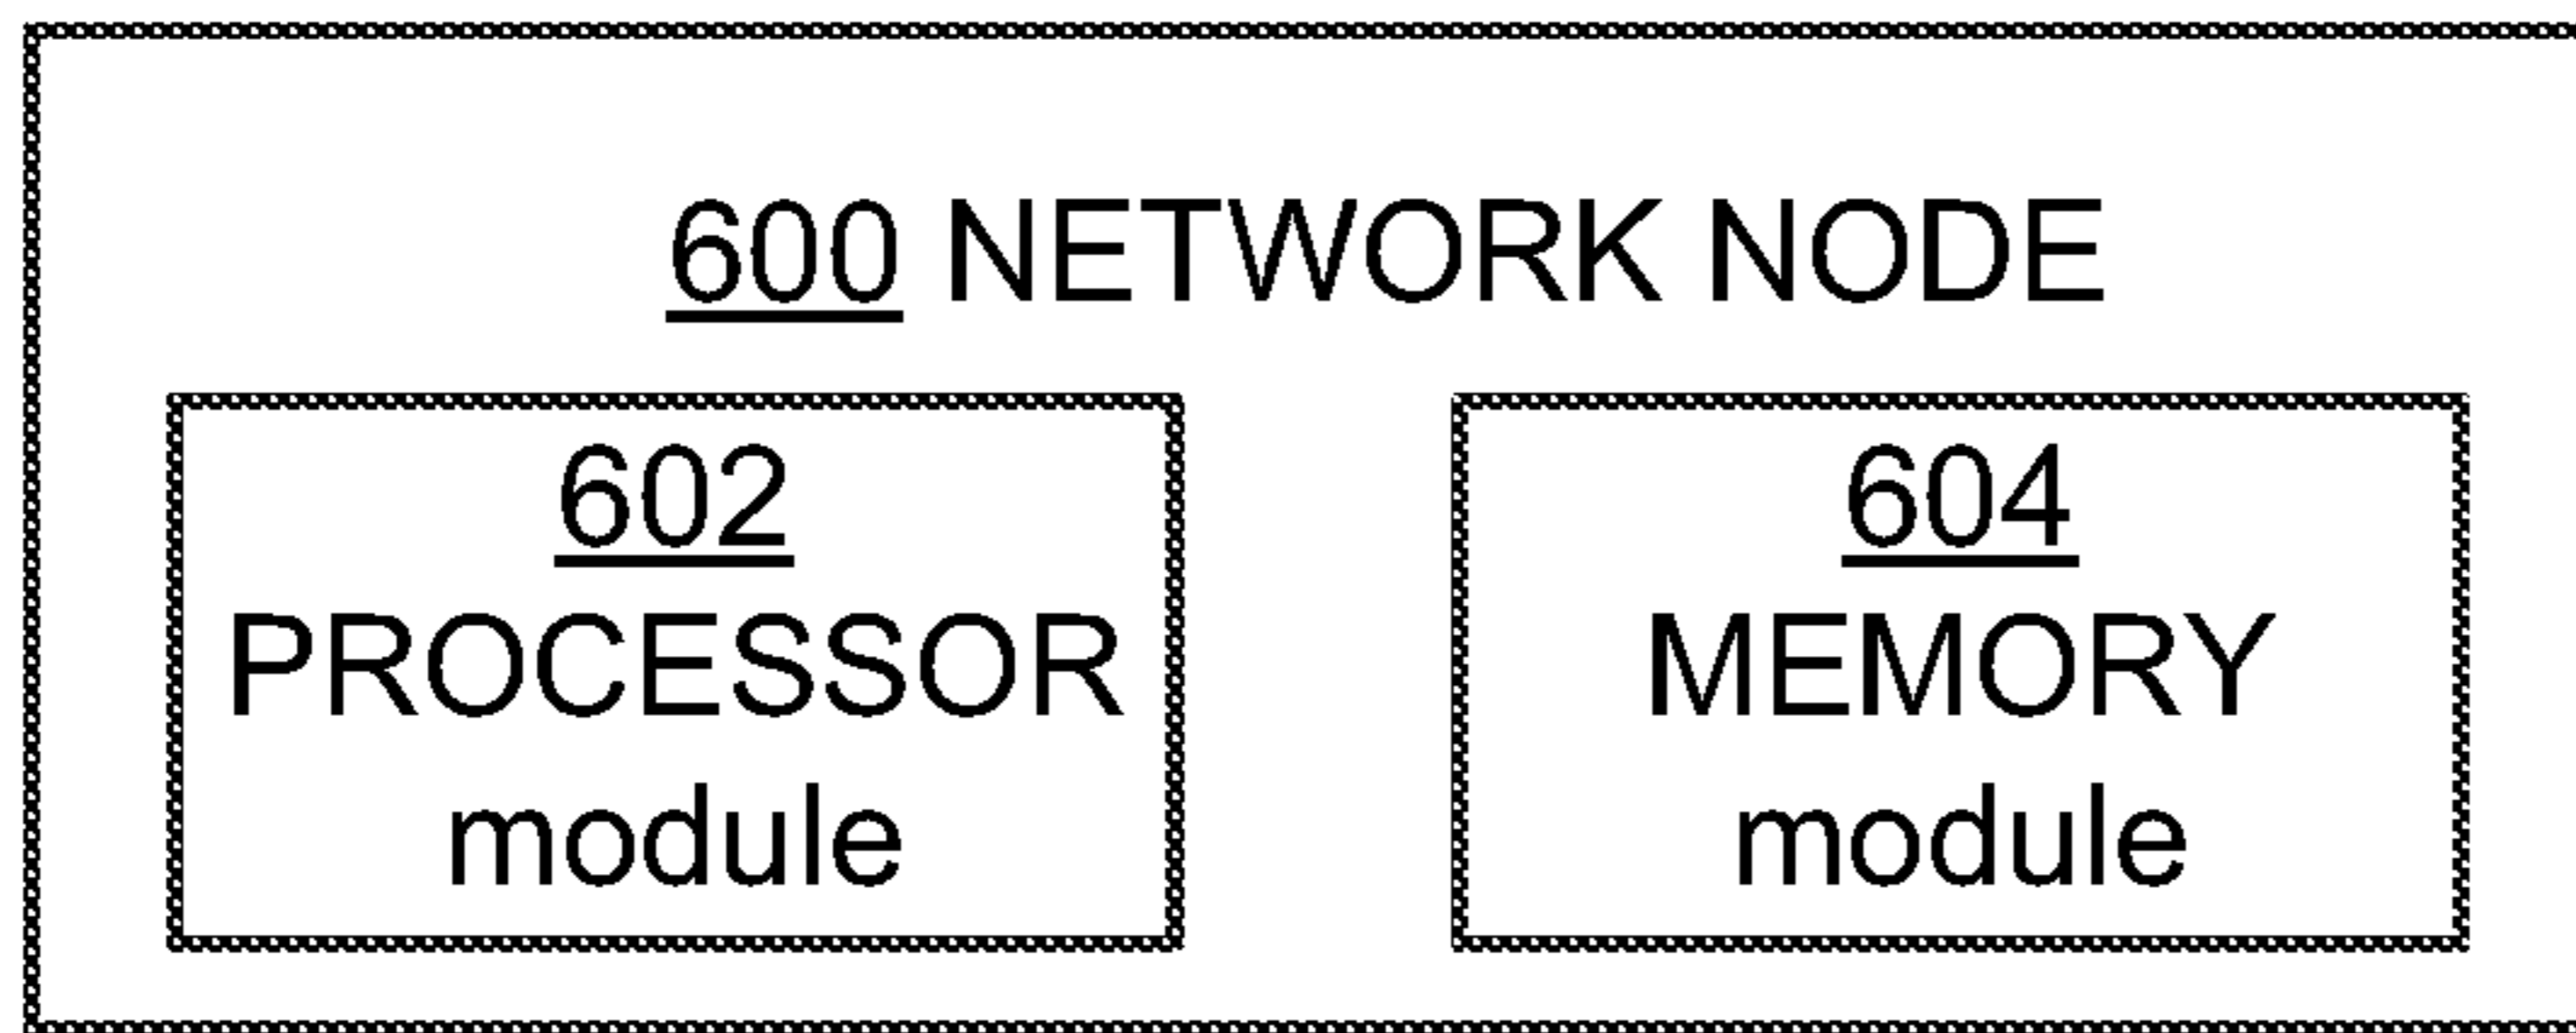 600 NETWORK NODE
602
PROCESSOR
module
604
MEMORY
module